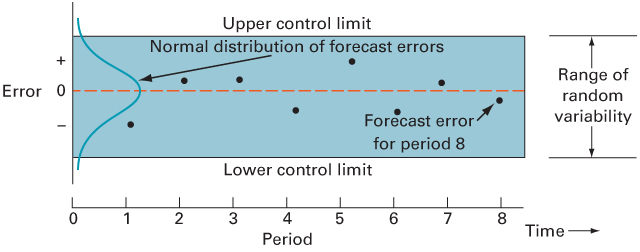 Upper control limit
Normal distribution of forecast errors
+
Error 0
–
Range of
random
variability
Forecast error
for period 8
Lower control limit
0 1 2 3 4 5 6 7 8
Period
Time